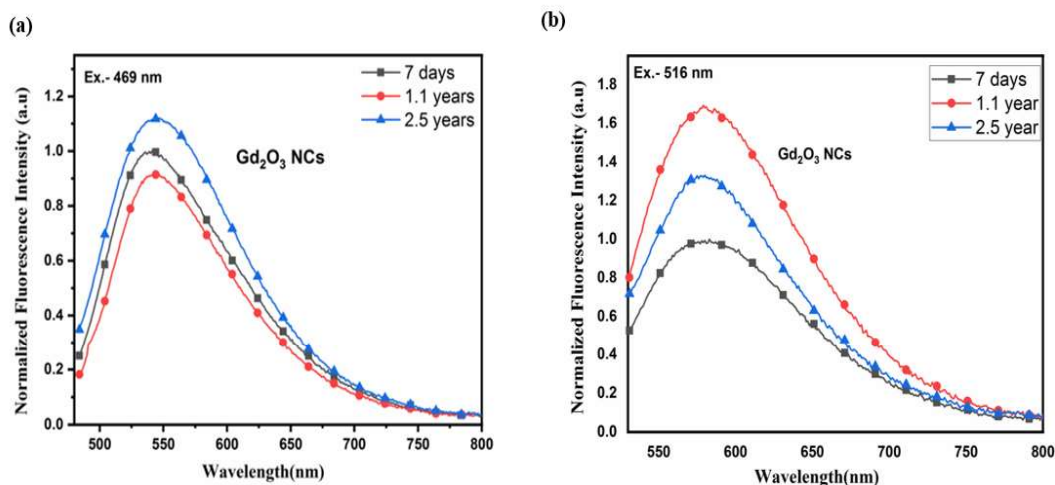 (a)
Ex.- 469 nm
7 days
1.1 years
2.5 years
Gd₂O₃ NCs
Normalized Fluorescence Intensity (a.u)
1.2
1.0
0.8
0.6
0.4
0.2
0.0
500 550 600 650 700 750 800
Wavelength(nm)
(b)
Ex.- 516 nm
7 days
1.1 year
2.5 year
Gd₂O₃ NCs
Normalized Fluorescence Intensity (a.u)
1.8
1.6
1.4
1.2
1.0
0.8
0.6
0.4
0.2
0.0
550 600 650 700 750 800
Wavelength(nm)